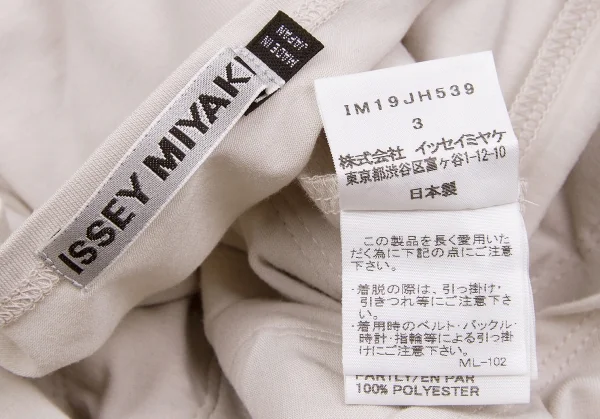 ISSEY MIYAKI
MADE IN
JAPAN
IM19JH539
3
株式会社 イッセイミヤケ
東京都渋谷区富ヶ谷1-12-10
日本製
この製品を長く愛用いた
だく為に下記の点にご注意
下さい。
・着脱の際は、引っ掛け・
引きつれ等にご注意下さ
い。
・着用時のベルト・バックル・
時計・指輪等による引っ掛
けにご注意下さい。
ML-102
PARTLY/EN PAR
100% POLYESTER